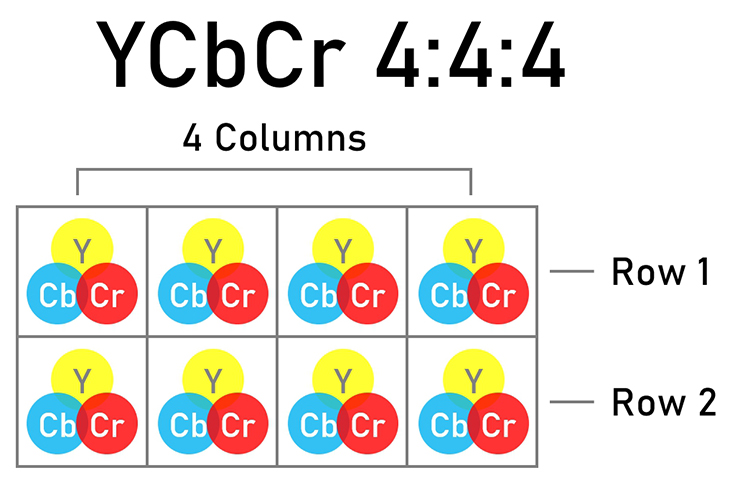 YCbCr 4:4:4
4 Columns
Y Y Y Y
Cb Cr Cb Cr Cb Cr Cb Cr
Row 1
Y Y Y Y
Cb Cr Cb Cr Cb Cr Cb Cr
Row 2